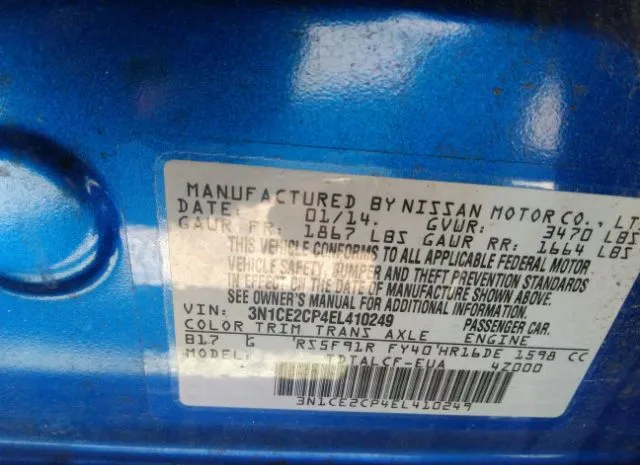 MANUFACTURED BY NISSAN MOTOR CO., LT
DATE: 01/14. GVWR: 3470 LBS
GAWR FR: 1867 LBS GAWR RR: 1664 LBS
THIS VEHICLE CONFORMS TO ALL APPLICABLE FEDERAL MOTOR
VEHICLE SAFETY, BUMPER AND THEFT PREVENTION STANDARDS
IN EFFECT ON THE DATE OF MANUFACTURE SHOWN ABOVE.
SEE OWNER'S MANUAL FOR ADDITIONAL INFORMATION.
VIN: 3N1CE2CP4EL410249 PASSENGER CAR.
COLOR TRIM TRANS AXLE ENGINE
B17 G RS5F91R FY40 HR16DE 1598 CC
MODEL: TDTALCF-EUA 4Z000
3N1CE2CP4EL410249